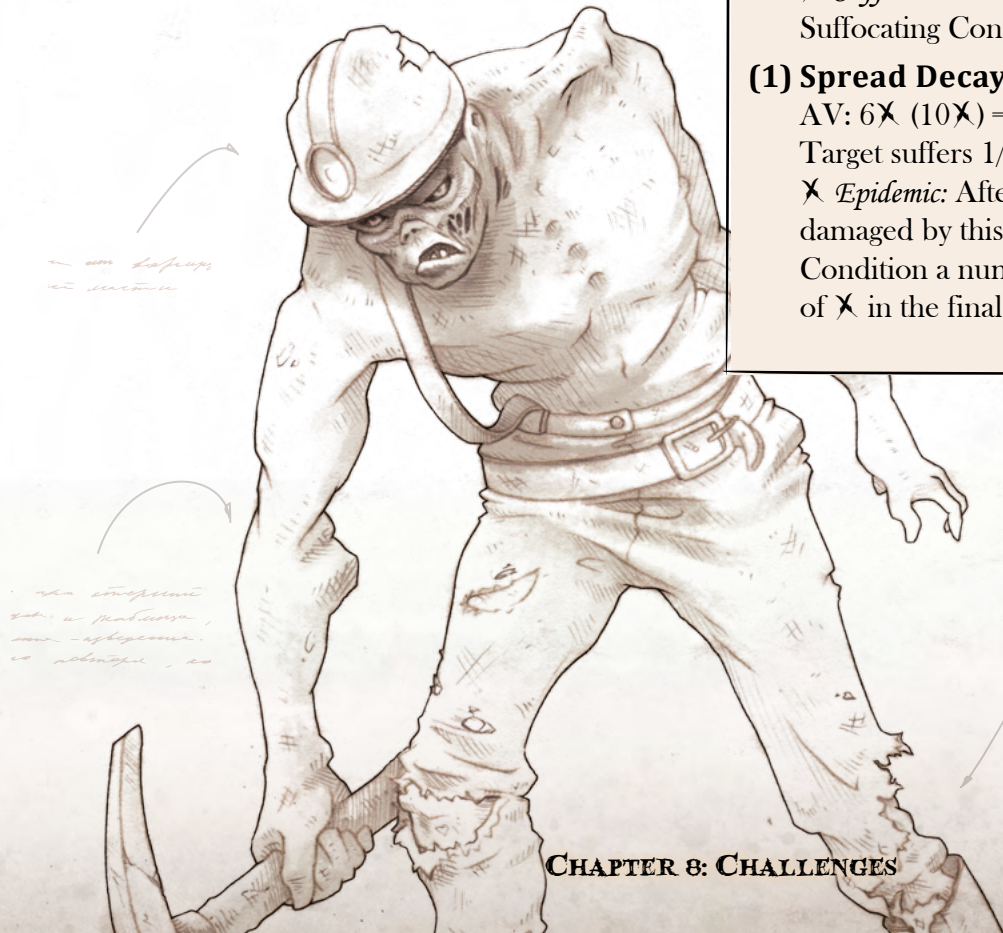 Suffocating Con
(1) Spread Decay
AV: 6 (10) =
Target suffers 1/
Epidemic: Afte
damaged by this
Condition a num
of in the final
CHAPTER 8: CHALLENGES